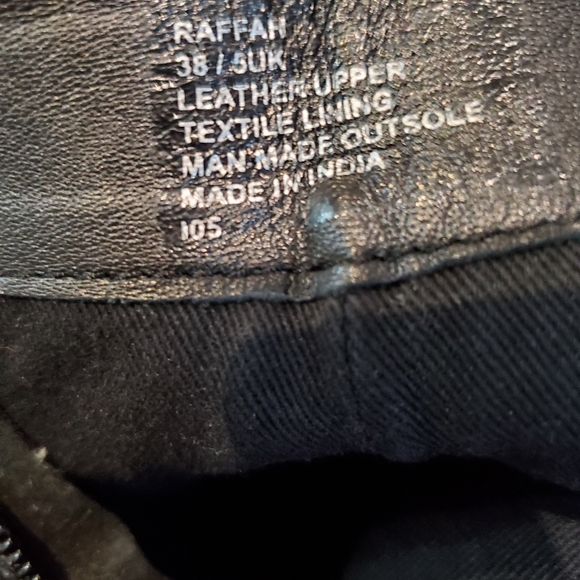 RAFFAH
38 / 5UK
LEATHER UPPER
TEXTILE LINING
MAN MADE OUTSOLE
MADE IN INDIA
105